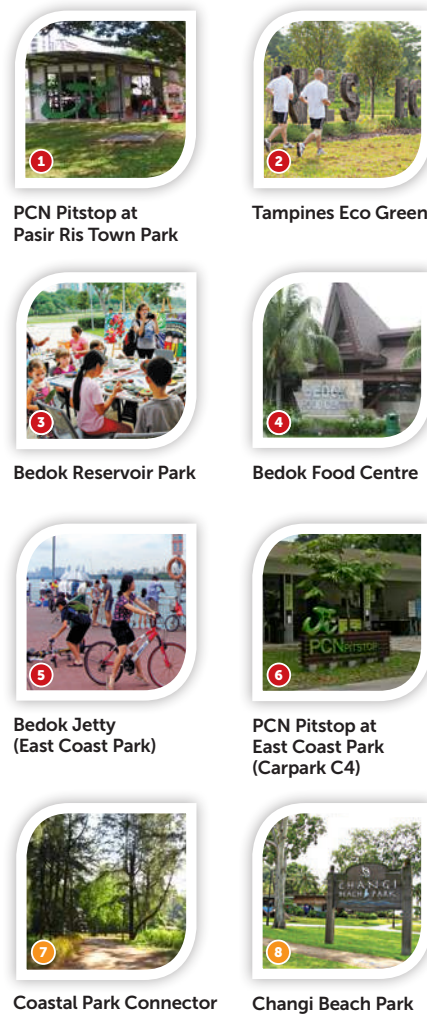 1
2
PCN Pitstop at
Pasir Ris Town Park
Tampines Eco Green
3
4
BEDOK
Bedok Reservoir Park
Bedok Food Centre
5
PCN PITSTOP
6
Bedok Jetty
(East Coast Park)
PCN Pitstop at
East Coast Park
(Carpark C4)
CHANGI
BEACH PARK
7
8
Coastal Park Connector
Changi Beach Park